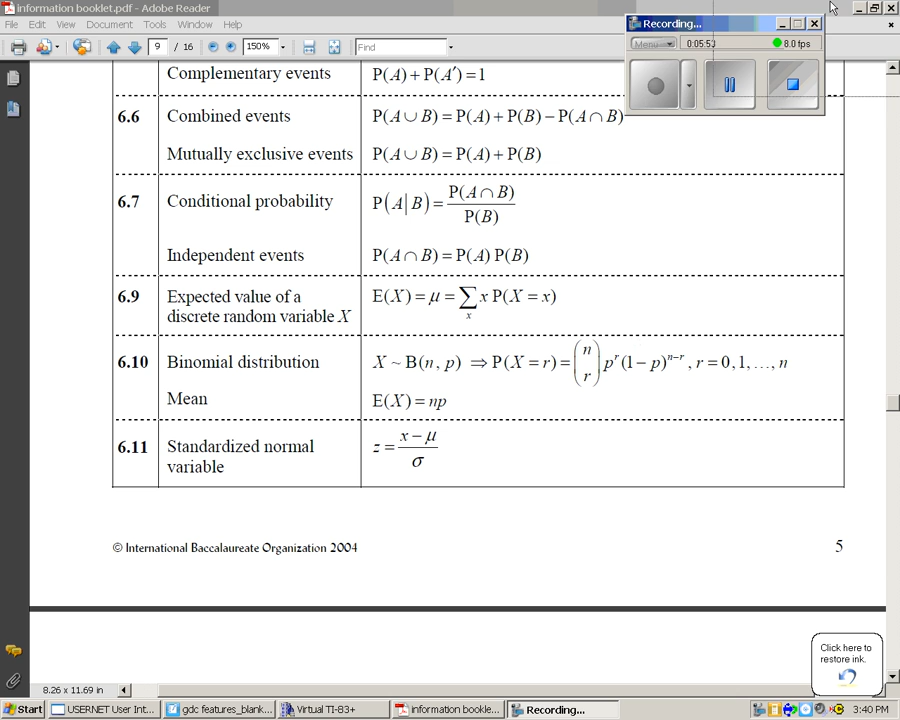 information booklet.pdf - Adobe Reader
File Edit View Document Tools Window Help
9 / 16 150% Find
Recording...
Menu 0:05:53 8.0 fps
Complementary events P(A) + P(A′) = 1
6.6 Combined events P(A ∪ B) = P(A) + P(B) − P(A ∩ B)
Mutually exclusive events P(A ∪ B) = P(A) + P(B)
6.7 Conditional probability P(A|B) = P(A ∩ B) / P(B)
Independent events P(A ∩ B) = P(A) P(B)
6.9 Expected value of a
discrete random variable X E(X) = μ = ∑ₓ x P(X = x)
6.10 Binomial distribution X ~ B(n, p) ⇒ P(X = r) = (n r) pʳ(1 − p)ⁿ⁻ʳ, r = 0, 1, …, n
Mean E(X) = np
6.11 Standardized normal
variable z = (x − μ) / σ
© International Baccalaureate Organization 2004 5
Click here to
restore ink.
8.26 x 11.69 in
Start USERNET User Int... gdc features_blank... Virtual TI-83+ information bookle... Recording... 3:40 PM